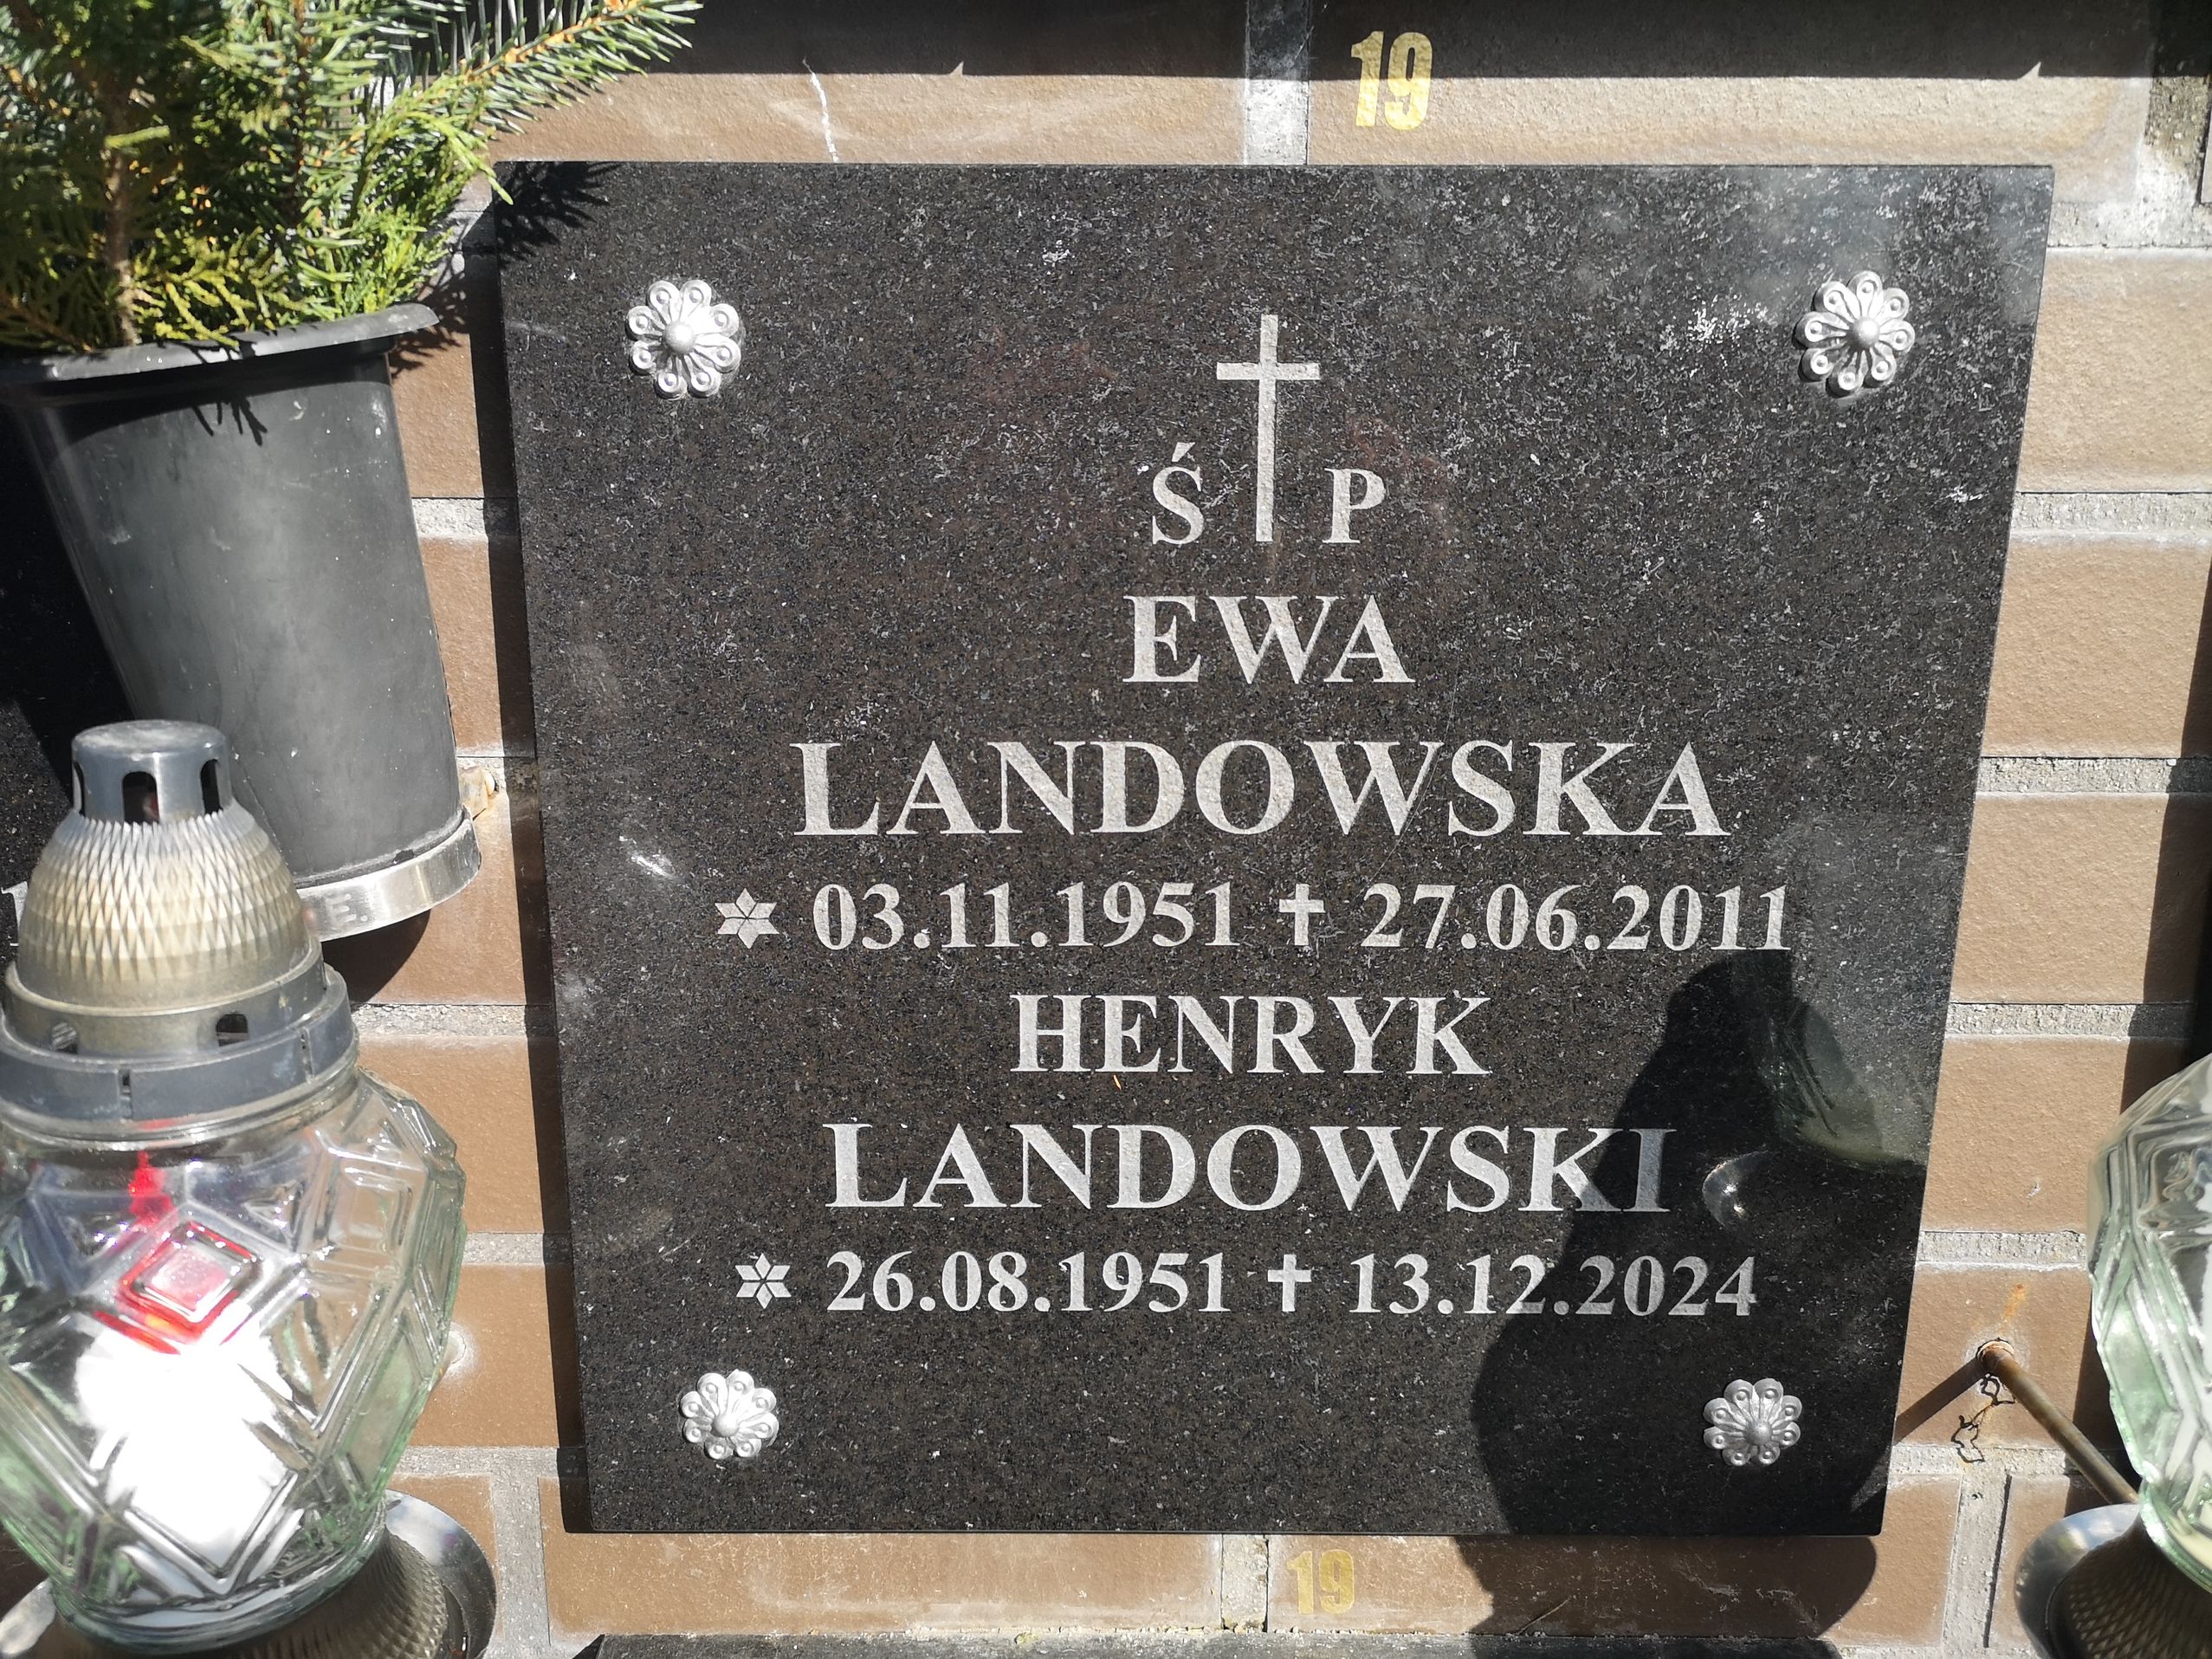 19
Ś P
EWA
LANDOWSKA
03.11.1951 27.06.2011
HENRYK
LANDOWSKI
26.08.1951 13.12.2024
19